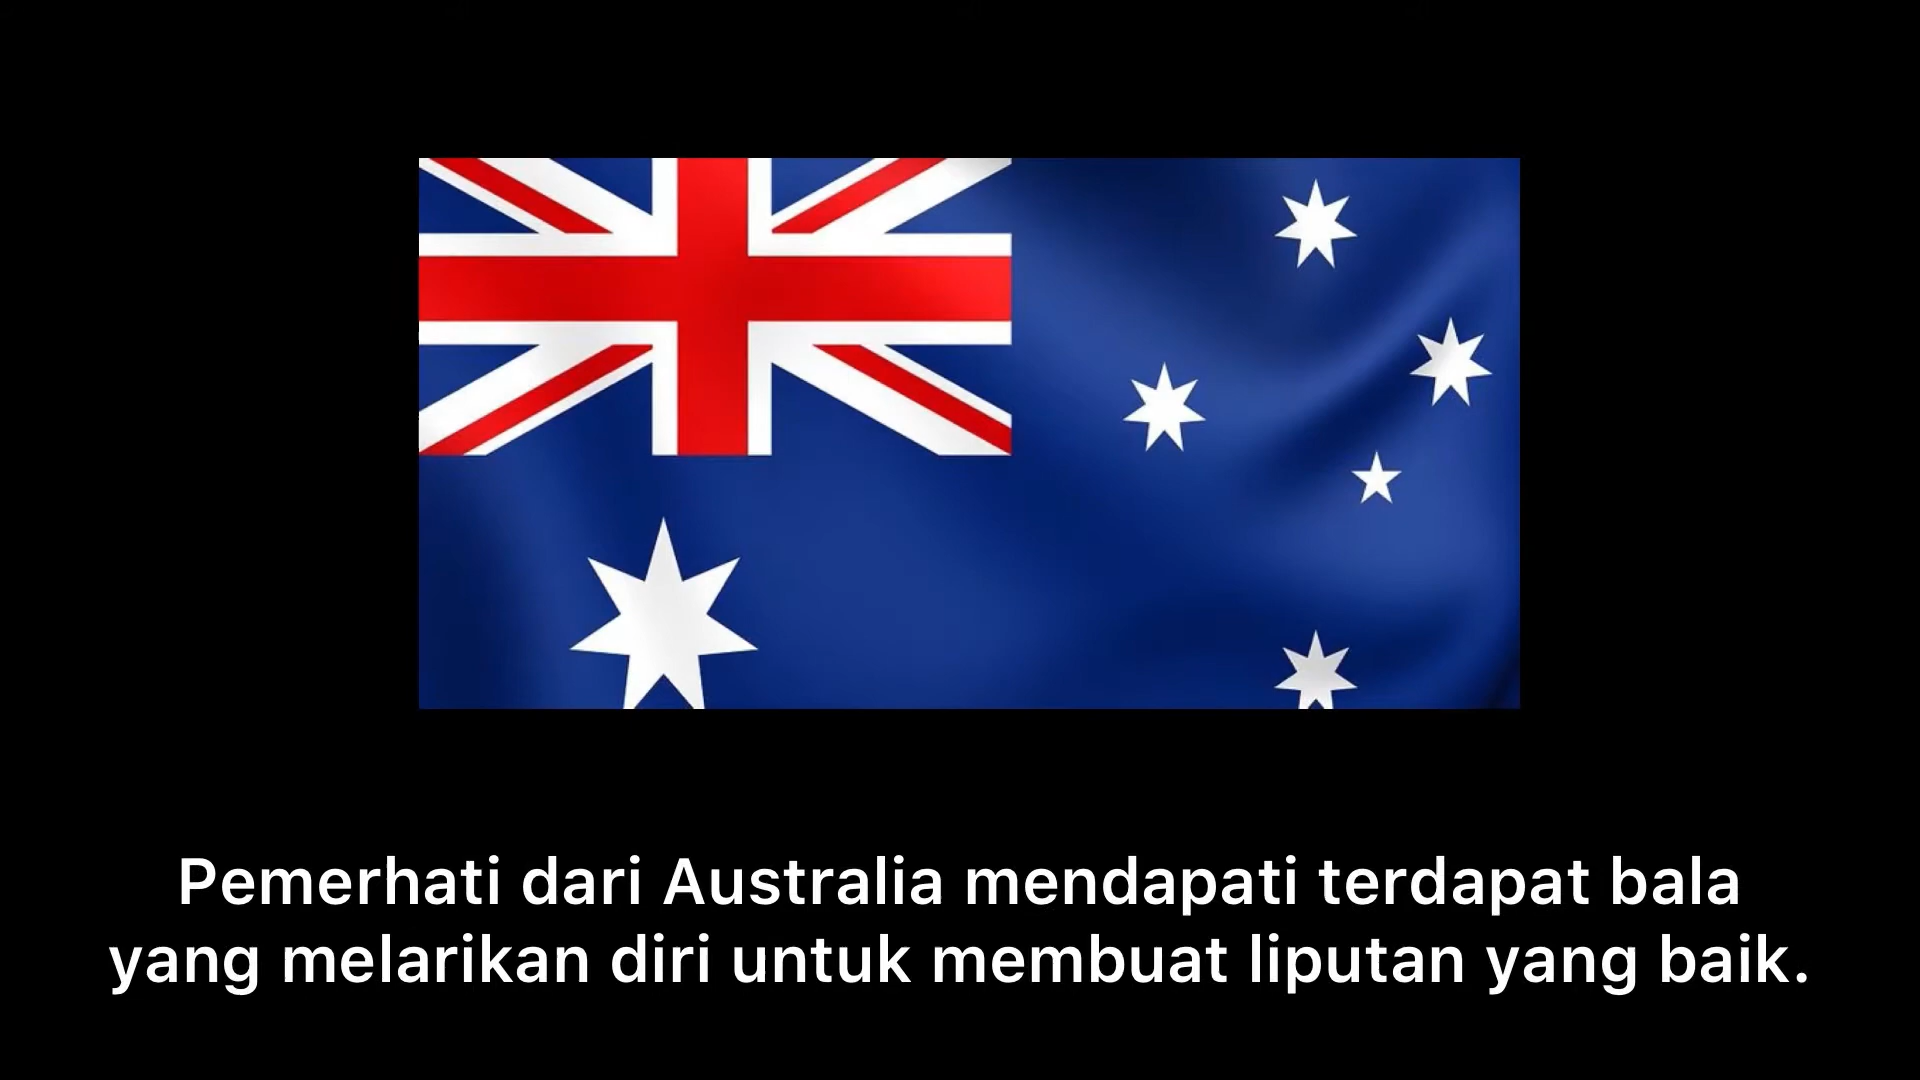 Pemerhati dari Australia mendapati terdapat bala
yang melarikan diri untuk membuat liputan yang baik.